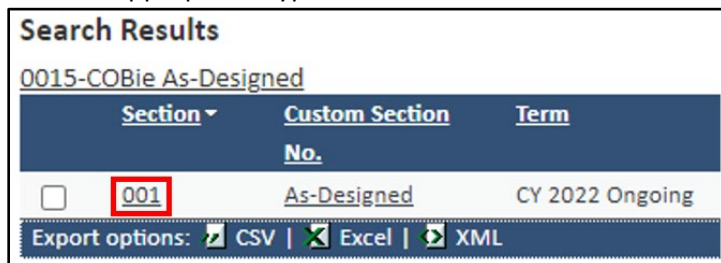 Search Results
0015-COBie As-Designed
Section Custom Section No. Term
001 As-Designed CY 2022 Ongoing
Export options: CSV | Excel | XML